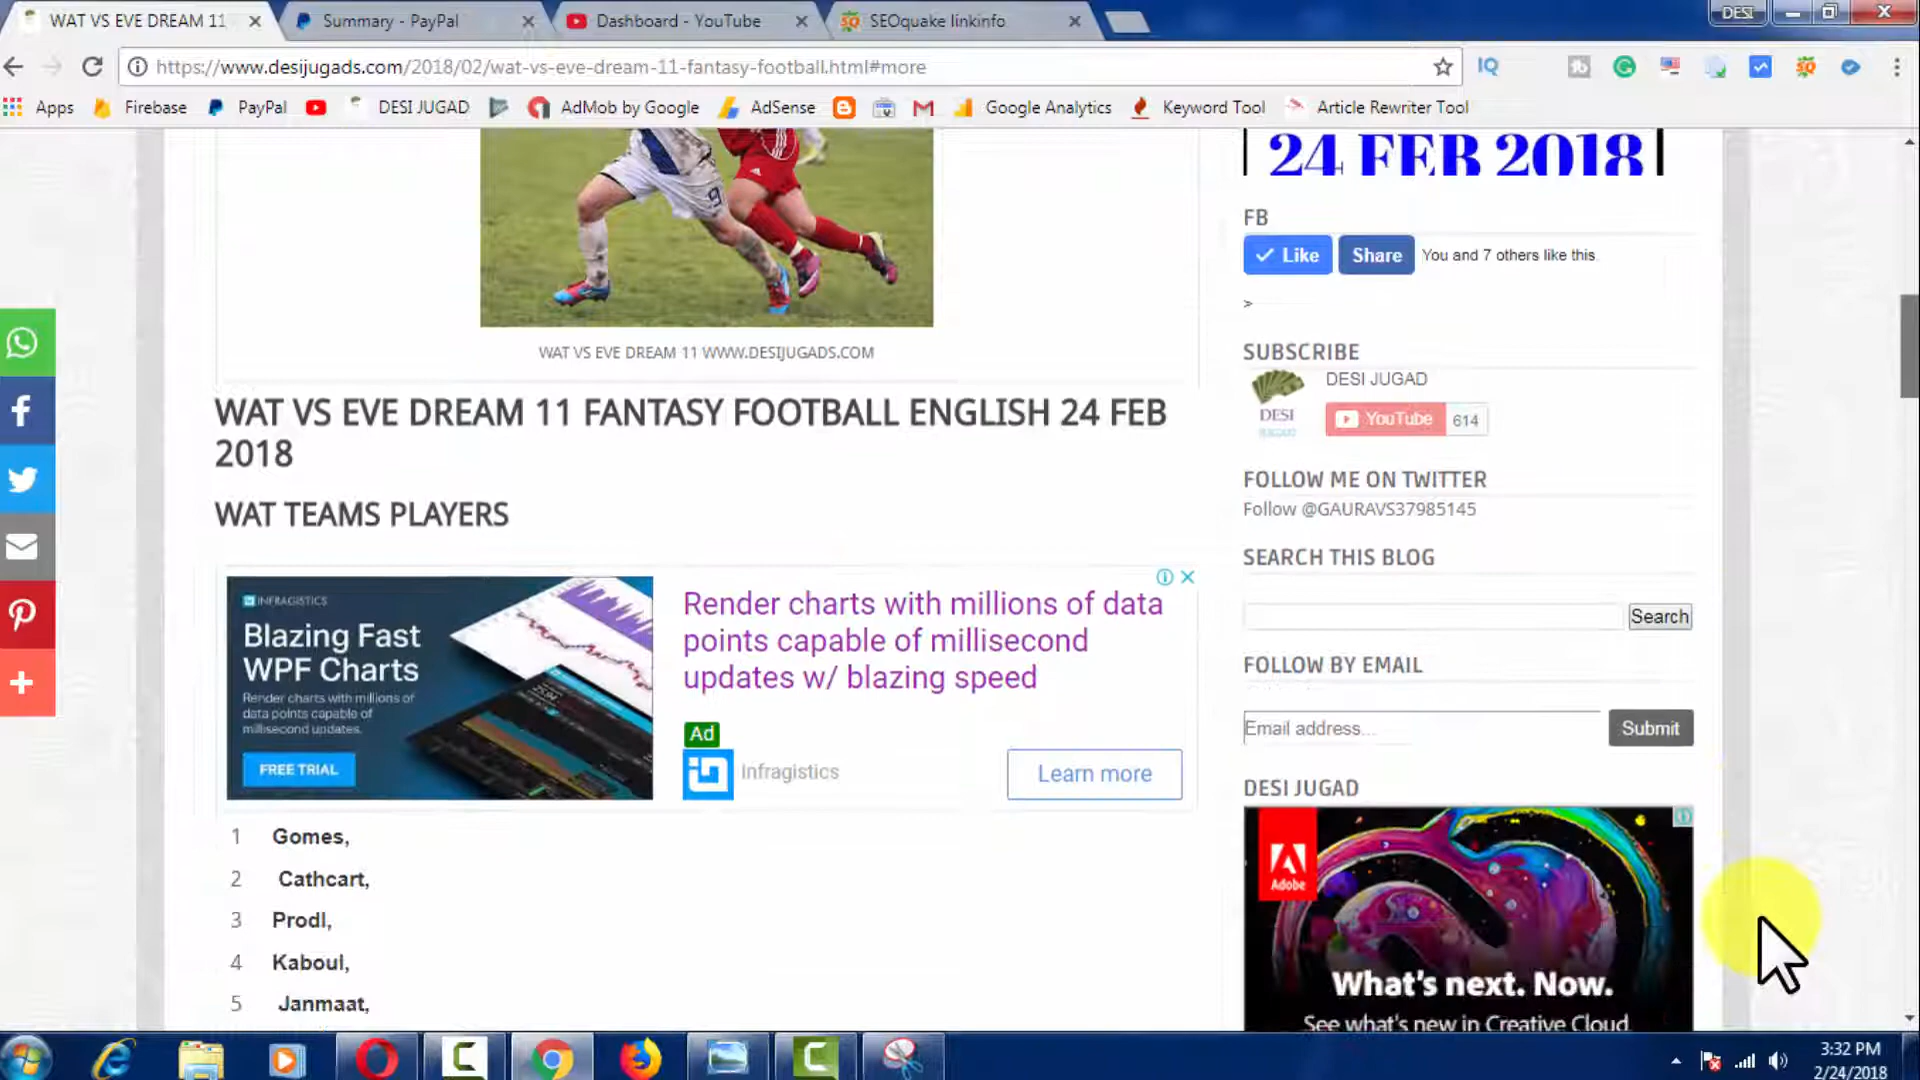 WAT VS EVE DREAM 11
Summary - PayPal
Dashboard - YouTube
SEOquake linkinfo
DESI
https://www.desijugads.com/2018/02/wat-vs-eve-dream-11-fantasy-football.html#more
IQ
Apps
Firebase
PayPal
DESI JUGAD
AdMob by Google
AdSense
Google Analytics
Keyword Tool
Article Rewriter Tool
24 FEB 2018
9
FB
Like
Share
You and 7 others like this
>
WAT VS EVE DREAM 11 WWW.DESIJUGADS.COM
SUBSCRIBE
DESI JUGAD
DESI
YouTube
614
WAT VS EVE DREAM 11 FANTASY FOOTBALL ENGLISH 24 FEB
2018
FOLLOW ME ON TWITTER
Follow @GAURAVS37985145
WAT TEAMS PLAYERS
SEARCH THIS BLOG
Search
INFRAGISTICS
Blazing Fast
WPF Charts
Render charts with millions of
data points capable of
millisecond updates.
FREE TRIAL
Render charts with millions of data
points capable of millisecond
updates w/ blazing speed
Ad
Infragistics
Learn more
FOLLOW BY EMAIL
Email address...
Submit
DESI JUGAD
Adobe
What's next. Now.
See what's new in Creative Cloud.
1 Gomes,
2 Cathcart,
3 Prodl,
4 Kaboul,
5 Janmaat,
3:32 PM
2/24/2018